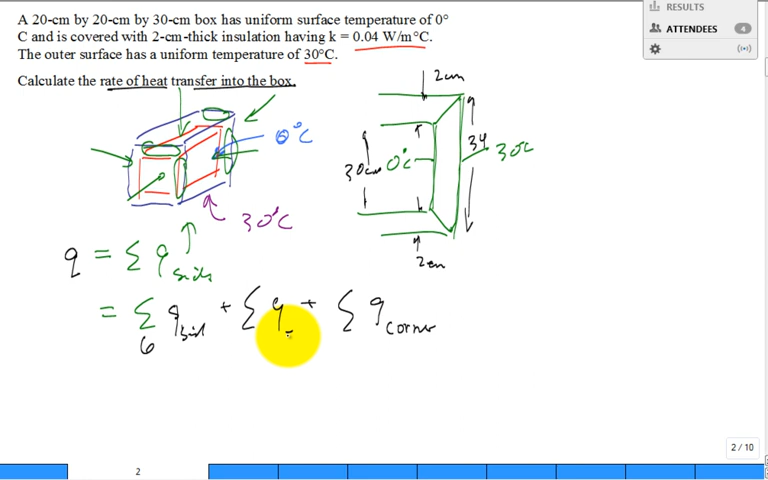 A 20-cm by 20-cm by 30-cm box has uniform surface temperature of 0°
C and is covered with 2-cm-thick insulation having k = 0.04 W/m°C.
The outer surface has a uniform temperature of 30°C.
Calculate the rate of heat transfer into the box.
RESULTS
ATTENDEES 4
2cm
0°C
30cm 0°C
34 30°C
30°C
2cm
q = Σ q sides
= Σ q + Σ q + Σ q corner
6
2 / 10
2